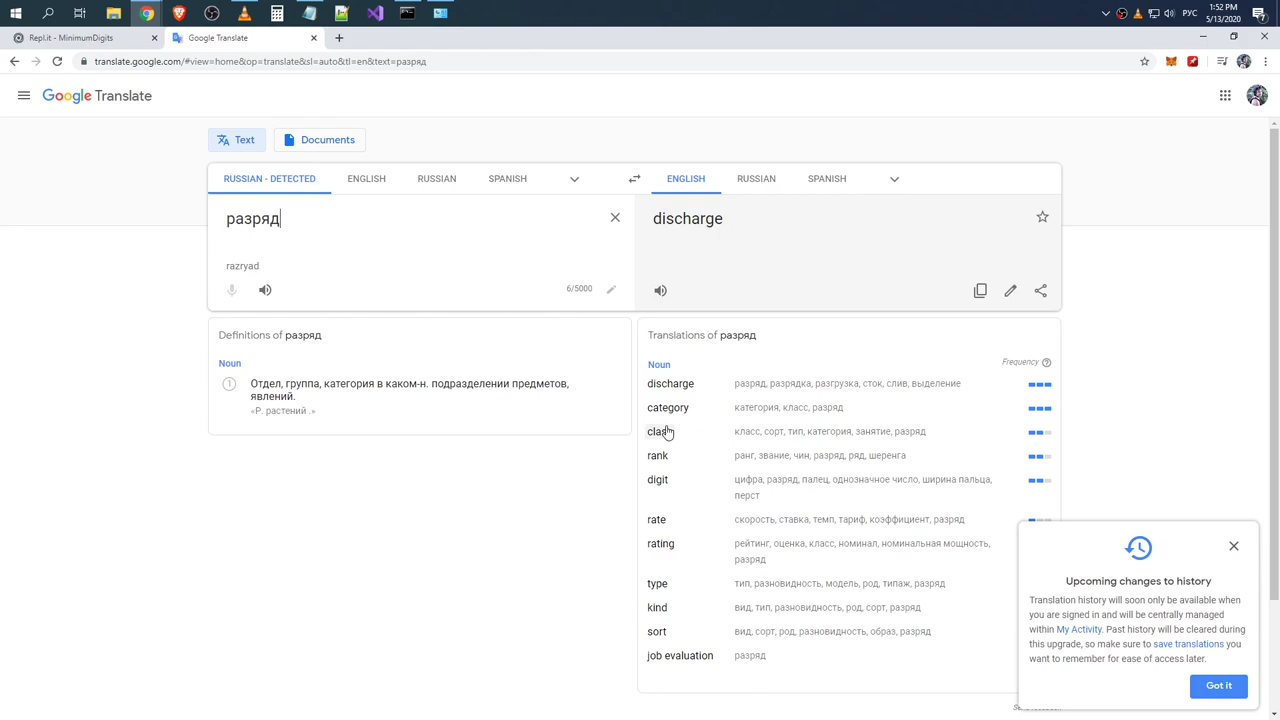 1:52 PM
РУС
5/13/2020
7
Repl.it - MinimumDigits
Google Translate
translate.google.com/#view=home&op=translate&sl=auto&tl=en&text=разряд
Google Translate
Text
Documents
RUSSIAN - DETECTED ENGLISH RUSSIAN SPANISH
ENGLISH RUSSIAN SPANISH
разряд
discharge
razryad
6/5000
Definitions of разряд
Noun
1 Отдел, группа, категория в каком-н. подразделении предметов,
явлений.
«Р. растений .»
Translations of разряд
Noun Frequency
discharge разряд, разрядка, разгрузка, сток, слив, выделение
category категория, класс, разряд
class класс, сорт, тип, категория, занятие, разряд
rank ранг, звание, чин, разряд, ряд, шеренга
digit цифра, разряд, палец, однозначное число, ширина пальца,
перст
rate скорость, ставка, темп, тариф, коэффициент, разряд
rating рейтинг, оценка, класс, номинал, номинальная мощность,
разряд
type тип, разновидность, модель, род, типаж, разряд
kind вид, тип, разновидность, род, сорт, разряд
sort вид, сорт, род, разновидность, образ, разряд
job evaluation разряд
Upcoming changes to history
Translation history will soon only be available when
you are signed in and will be centrally managed
within My Activity. Past history will be cleared during
this upgrade, so make sure to save translations you
want to remember for ease of access later.
Got it